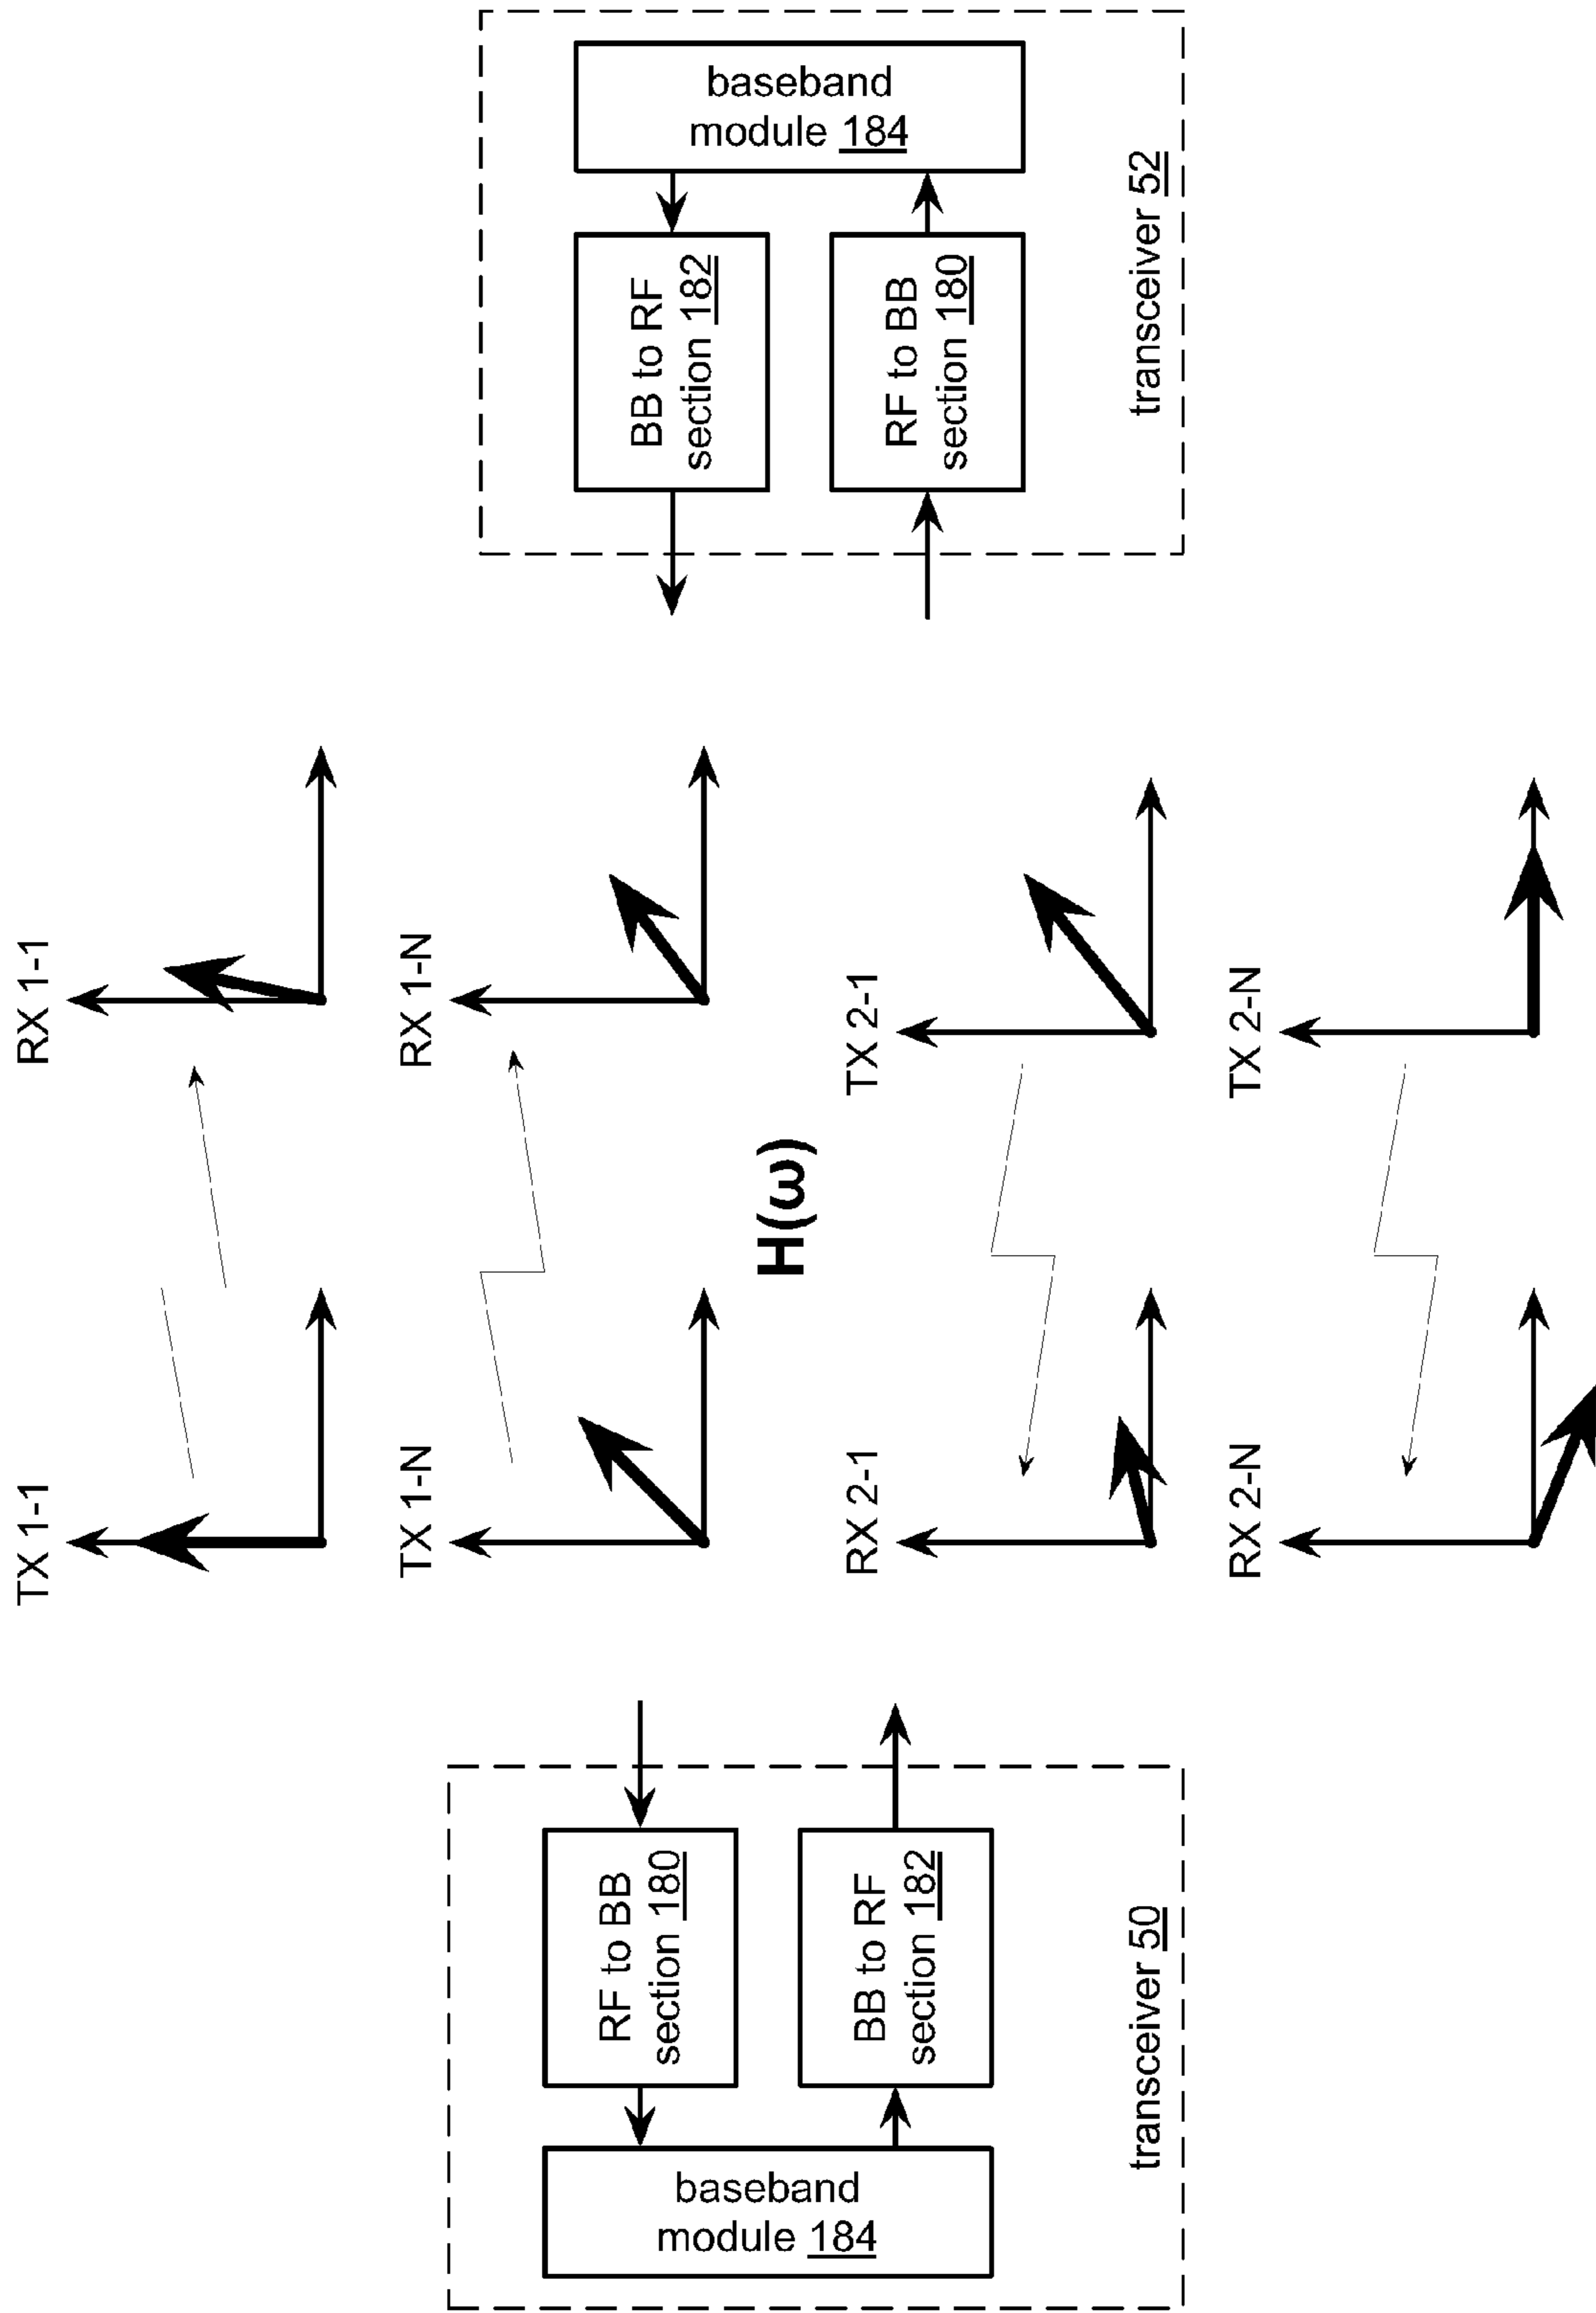 TX 1-1
RX 1-1
TX 1-N
RX 1-N
H(ω)
RX 2-1
TX 2-1
RX 2-N
TX 2-N
baseband
module 184
RF to BB
section 180
BB to RF
section 182
transceiver 50
BB to RF
section 182
RF to BB
section 180
baseband
module 184
transceiver 52